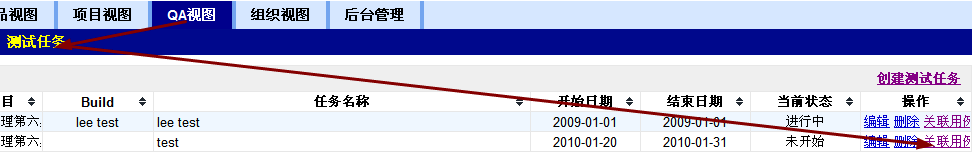 品视图 项目视图 QA视图 组织视图 后台管理
测试任务
创建测试任务
目 Build 任务名称 开始日期 结束日期 当前状态 操作
理第六 lee test lee test 2009-01-01 2009-01-01 进行中 编辑 删除 关联用例
理第六 test 2010-01-20 2010-01-31 未开始 编辑 删除 关联用例